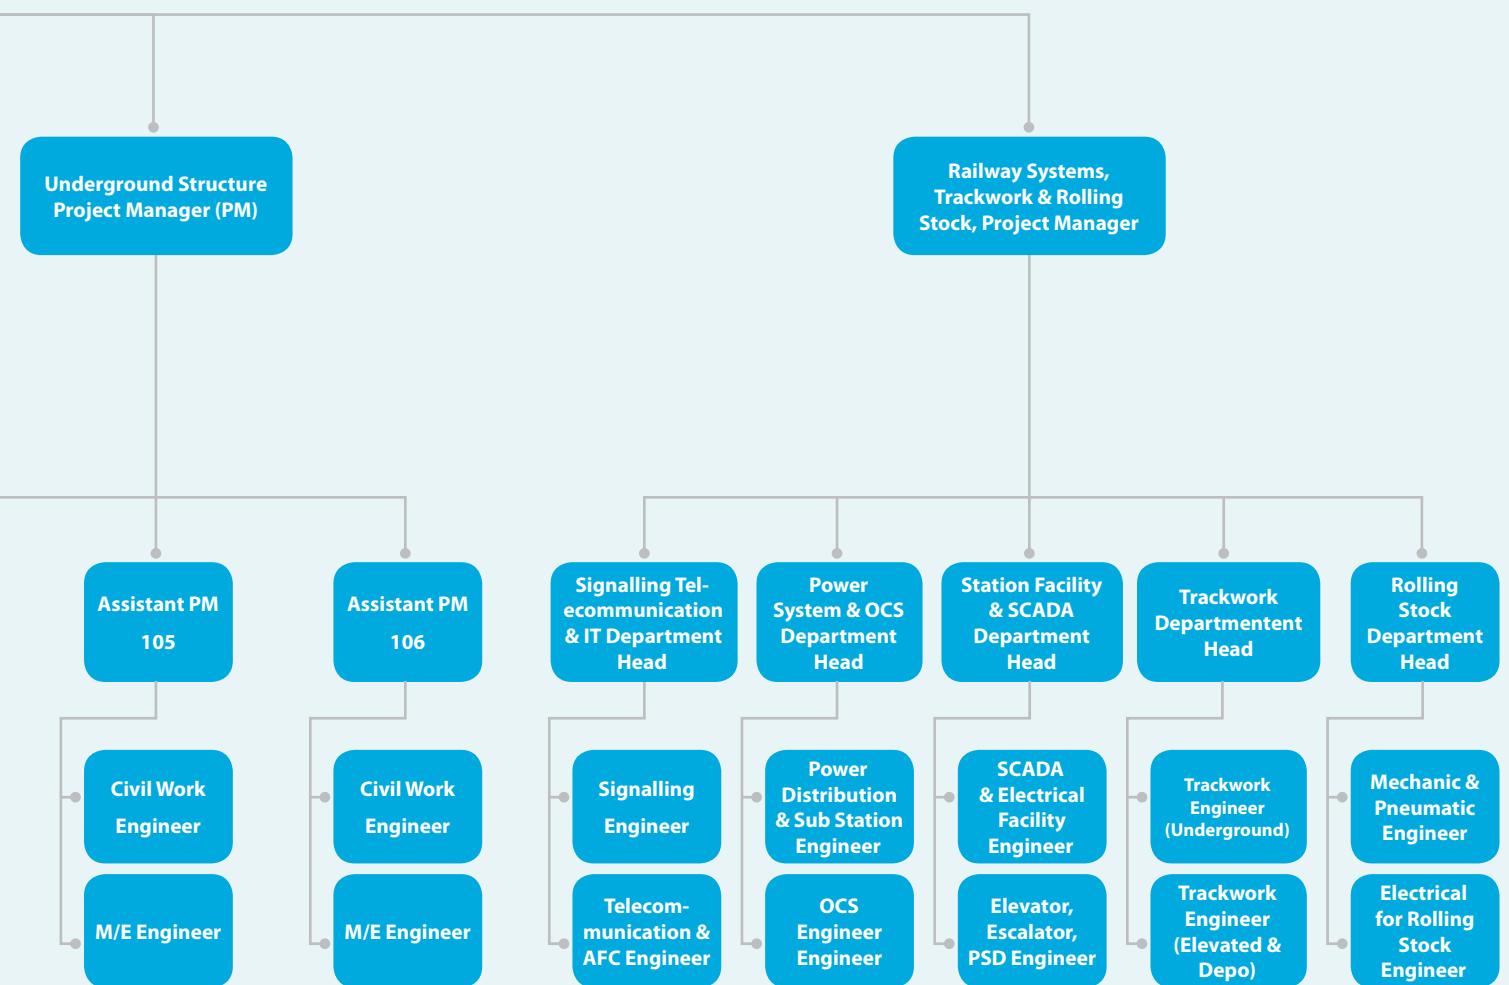 Underground Structure
Project Manager (PM)
Railway Systems,
Trackwork & Rolling
Stock, Project Manager
Assistant PM
105
Assistant PM
106
Signalling Tel-
ecommunication
& IT Department
Head
Power
System & OCS
Department
Head
Station Facility
& SCADA
Department
Head
Trackwork
Departmentent
Head
Rolling
Stock
Department
Head
Civil Work
Engineer
Civil Work
Engineer
Signalling
Engineer
Power
Distribution
& Sub Station
Engineer
SCADA
& Electrical
Facility
Engineer
Trackwork
Engineer
(Underground)
Mechanic &
Pneumatic
Engineer
M/E Engineer
M/E Engineer
Telecom-
munication &
AFC Engineer
OCS
Engineer
Engineer
Elevator,
Escalator,
PSD Engineer
Trackwork
Engineer
(Elevated &
Depo)
Electrical
for Rolling
Stock
Engineer